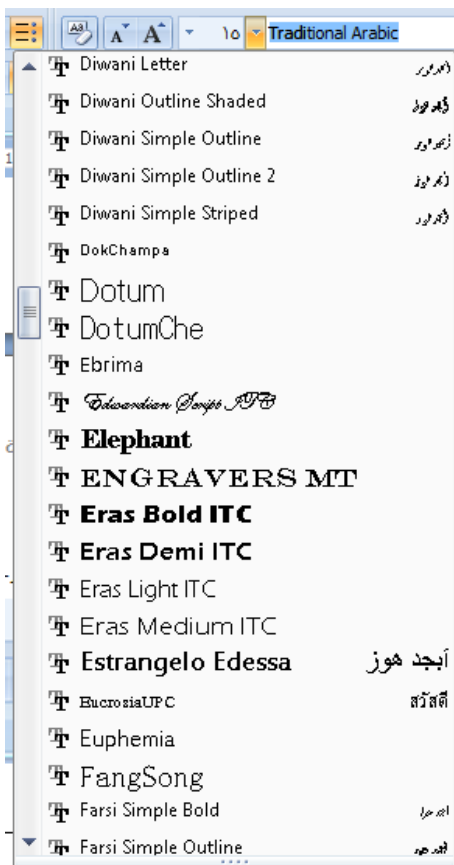 ١٥ Traditional Arabic
Diwani Letter
Diwani Outline Shaded
Diwani Simple Outline
Diwani Simple Outline 2
Diwani Simple Striped
DokChampa
Dotum
DotumChe
Ebrima
Edwardian Script ITC
Elephant
ENGRAVERS MT
Eras Bold ITC
Eras Demi ITC
Eras Light ITC
Eras Medium ITC
Estrangelo Edessa أبجد هوز
EucrosiaUPC สวัสดี
Euphemia
FangSong
Farsi Simple Bold
Farsi Simple Outline